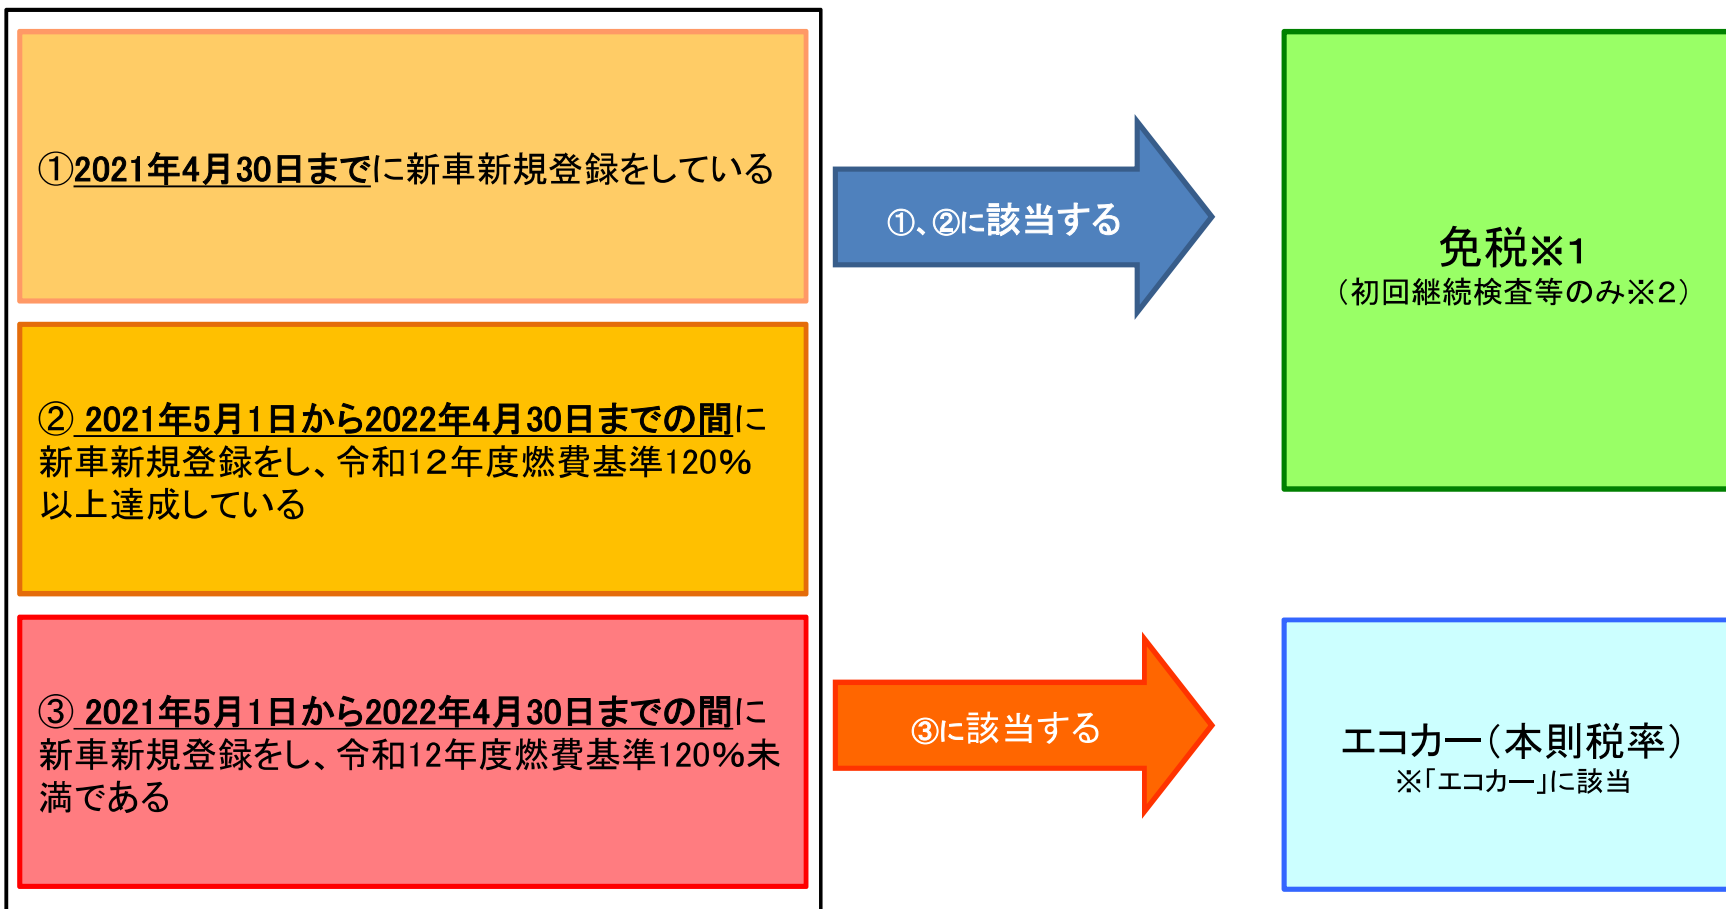 ①2021年4月30日までに新車新規登録をしている
② 2021年5月1日から2022年4月30日までの間に
新車新規登録をし、令和12年度燃費基準120%
以上達成している
③ 2021年5月1日から2022年4月30日までの間に
新車新規登録をし、令和12年度燃費基準120%未
満である
①、②に該当する
③に該当する
免税※1
（初回継続検査等のみ※2）
エコカー（本則税率）
※「エコカー」に該当